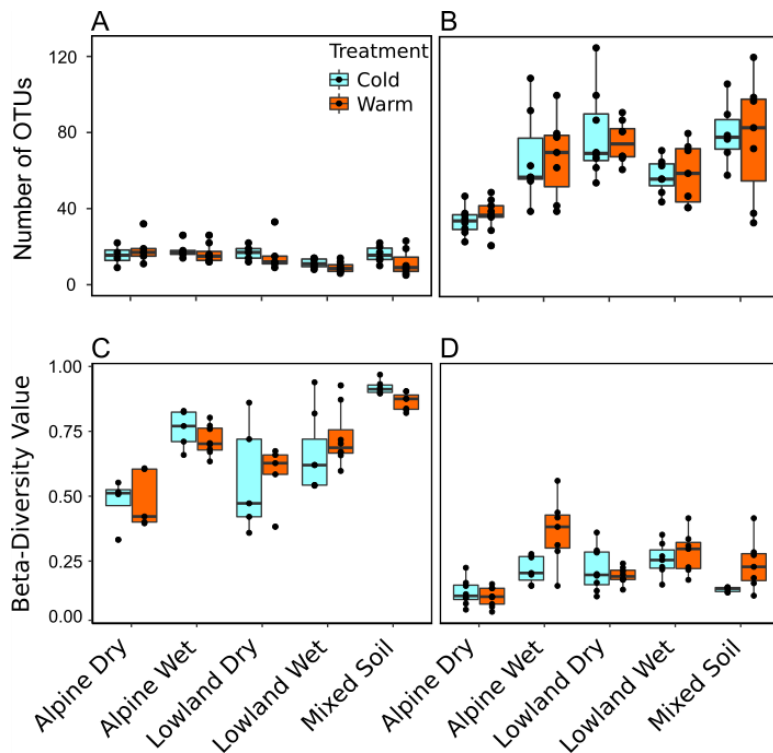 A
B
Treatment
Cold
Warm
Number of OTUs
120
80
40
0
C
D
Beta-Diversity Value
1.00
0.75
0.50
0.25
0.00
Alpine Dry
Alpine Wet
Lowland Dry
Lowland Wet
Mixed Soil
Alpine Dry
Alpine Wet
Lowland Dry
Lowland Wet
Mixed Soil